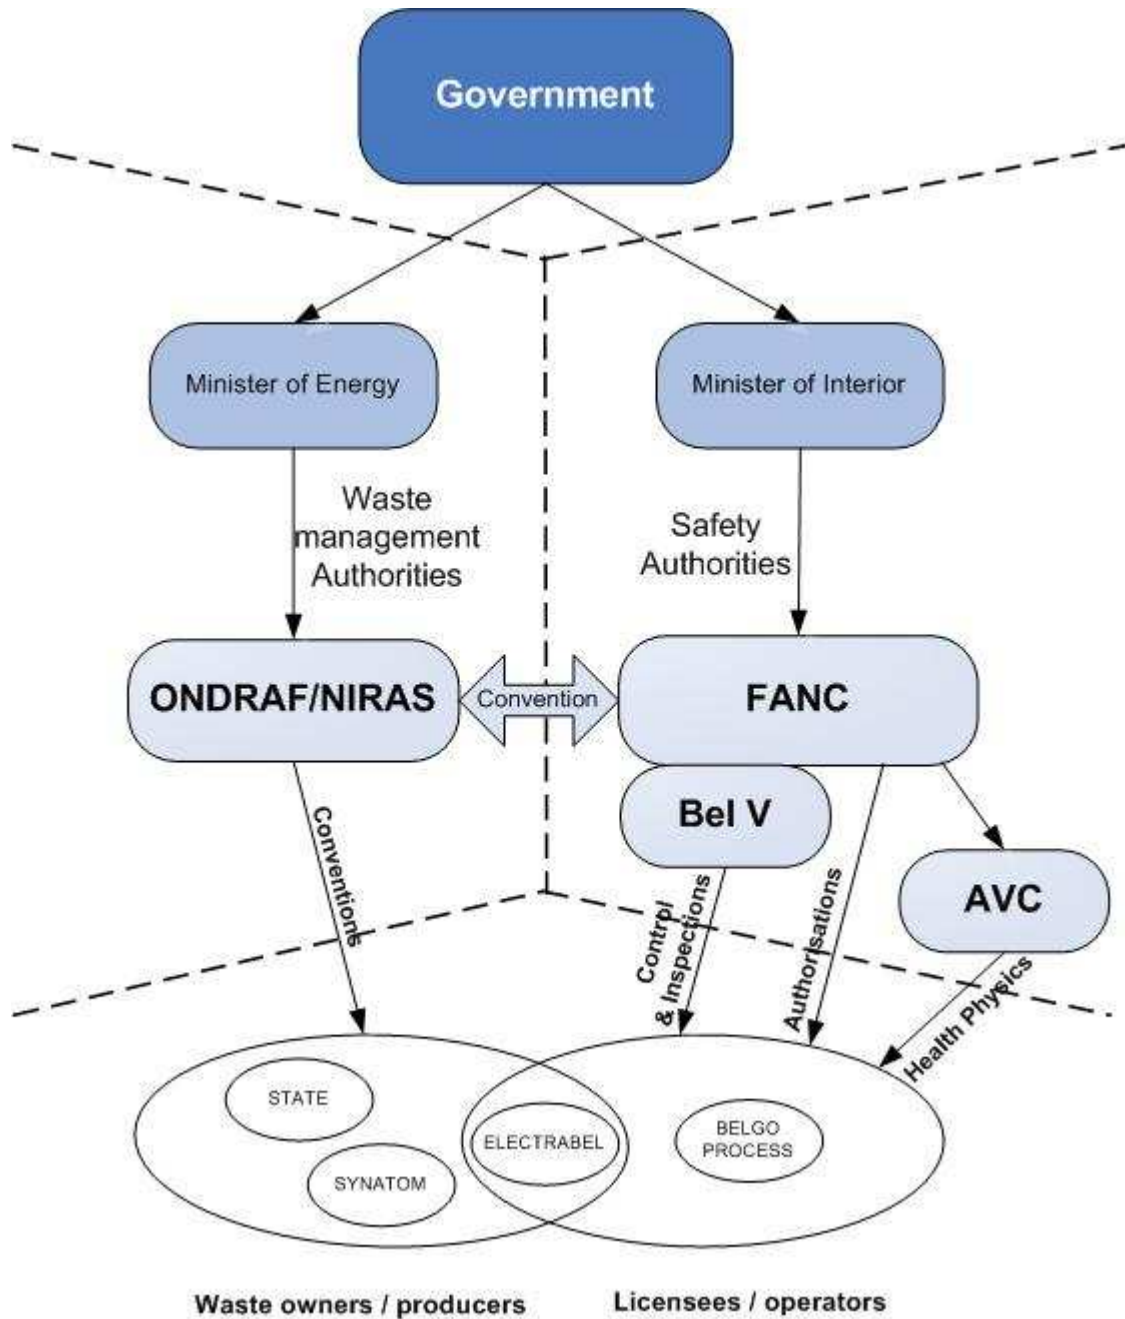 Government
Minister of Energy
Minister of Interior
Waste
management
Authorities
Safety
Authorities
ONDRAF/NIRAS
Convention
FANC
Bel V
AVC
Conventions
Control
& Inspections
Authorisations
Health Physics
STATE
SYNATOM
ELECTRABEL
BELGO
PROCESS
Waste owners / producers
Licensees / operators